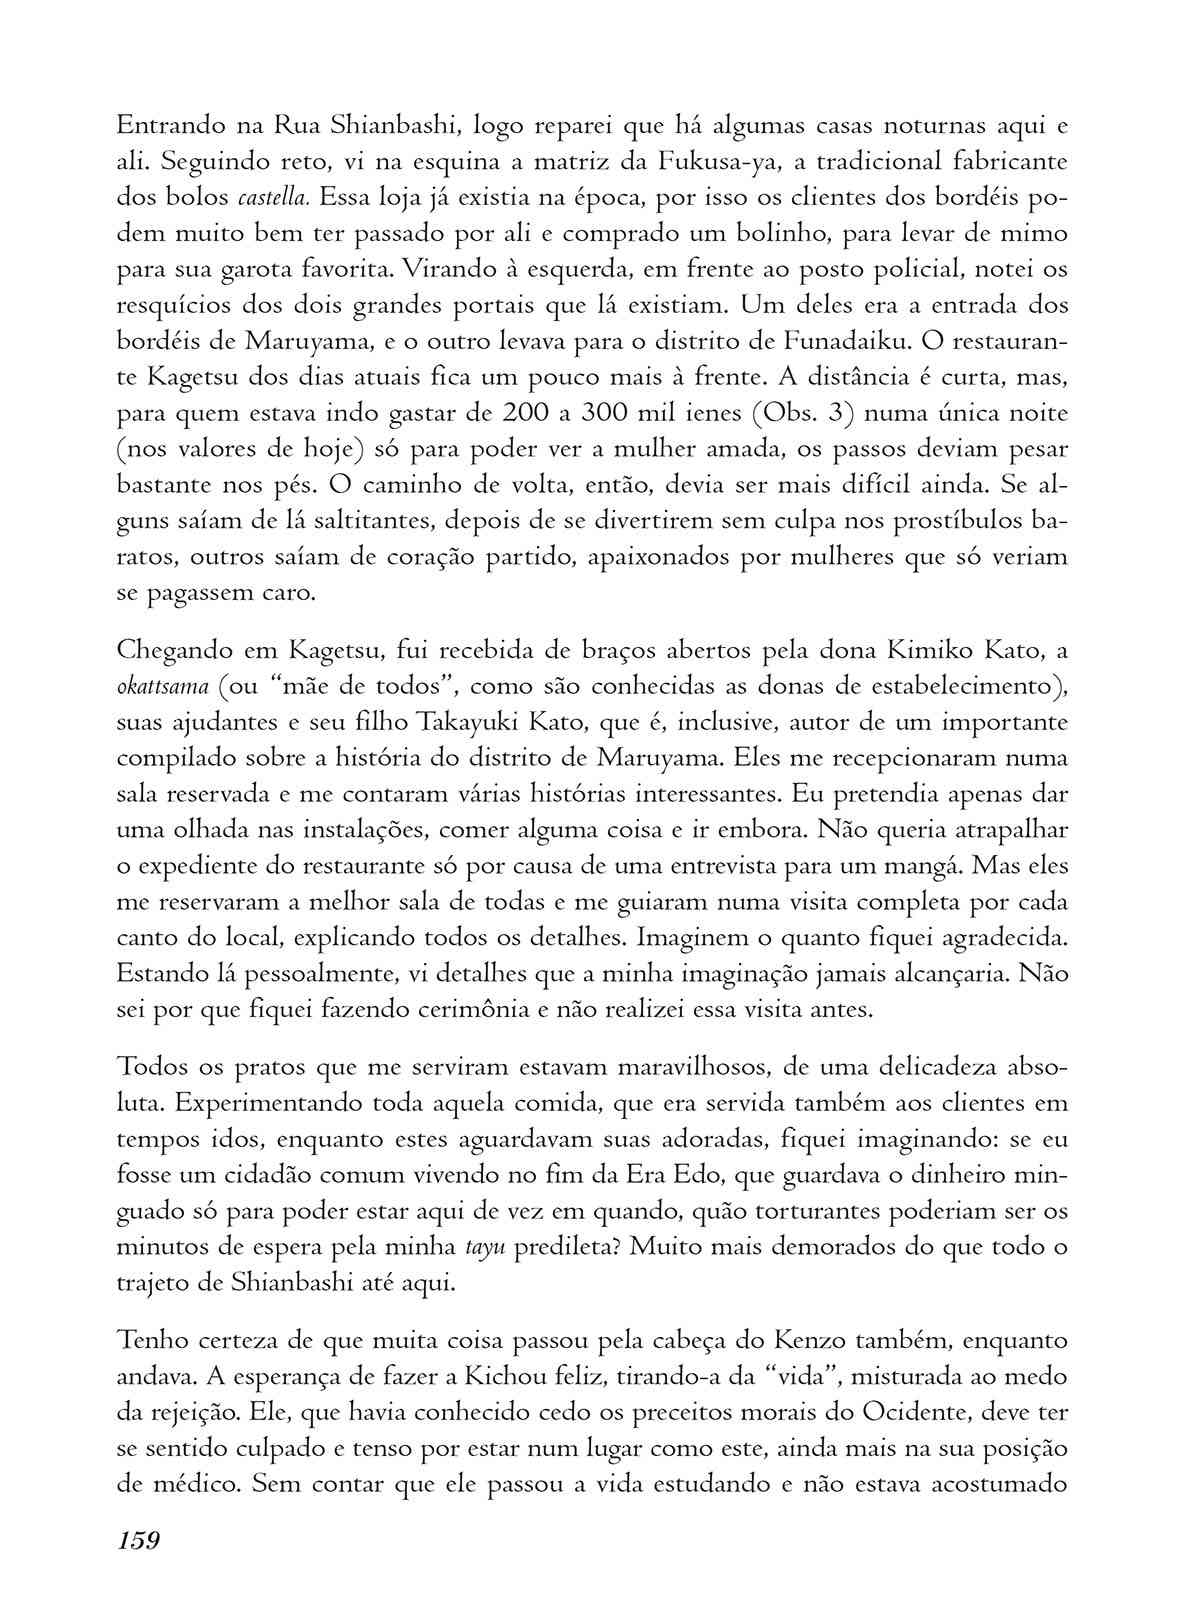 Entrando na Rua Shianbashi, logo reparei que há algumas casas noturnas aqui e
ali. Seguindo reto, vi na esquina a matriz da Fukusa-ya, a tradicional fabricante
dos bolos castella. Essa loja já existia na época, por isso os clientes dos bordéis po-
dem muito bem ter passado por ali e comprado um bolinho, para levar de mimo
para sua garota favorita. Virando à esquerda, em frente ao posto policial, notei os
resquícios dos dois grandes portais que lá existiam. Um deles era a entrada dos
bordéis de Maruyama, e o outro levava para o distrito de Funadaiku. O restauran-
te Kagetsu dos dias atuais fica um pouco mais à frente. A distância é curta, mas,
para quem estava indo gastar de 200 a 300 mil ienes (Obs. 3) numa única noite
(nos valores de hoje) só para poder ver a mulher amada, os passos deviam pesar
bastante nos pés. O caminho de volta, então, devia ser mais difícil ainda. Se al-
guns saíam de lá saltitantes, depois de se divertirem sem culpa nos prostíbulos ba-
ratos, outros saíam de coração partido, apaixonados por mulheres que só veriam
se pagassem caro.
Chegando em Kagetsu, fui recebida de braços abertos pela dona Kimiko Kato, a
okattsama (ou “mãe de todos”, como são conhecidas as donas de estabelecimento),
suas ajudantes e seu filho Takayuki Kato, que é, inclusive, autor de um importante
compilado sobre a história do distrito de Maruyama. Eles me recepcionaram numa
sala reservada e me contaram várias histórias interessantes. Eu pretendia apenas dar
uma olhada nas instalações, comer alguma coisa e ir embora. Não queria atrapalhar
o expediente do restaurante só por causa de uma entrevista para um mangá. Mas eles
me reservaram a melhor sala de todas e me guiaram numa visita completa por cada
canto do local, explicando todos os detalhes. Imaginem o quanto fiquei agradecida.
Estando lá pessoalmente, vi detalhes que a minha imaginação jamais alcançaria. Não
sei por que fiquei fazendo cerimônia e não realizei essa visita antes.
Todos os pratos que me serviram estavam maravilhosos, de uma delicadeza abso-
luta. Experimentando toda aquela comida, que era servida também aos clientes em
tempos idos, enquanto estes aguardavam suas adoradas, fiquei imaginando: se eu
fosse um cidadão comum vivendo no fim da Era Edo, que guardava o dinheiro min-
guado só para poder estar aqui de vez em quando, quão torturantes poderiam ser os
minutos de espera pela minha tayu predileta? Muito mais demorados do que todo o
trajeto de Shianbashi até aqui.
Tenho certeza de que muita coisa passou pela cabeça do Kenzo também, enquanto
andava. A esperança de fazer a Kichou feliz, tirando-a da “vida”, misturada ao medo
da rejeição. Ele, que havia conhecido cedo os preceitos morais do Ocidente, deve ter
se sentido culpado e tenso por estar num lugar como este, ainda mais na sua posição
de médico. Sem contar que ele passou a vida estudando e não estava acostumado
159